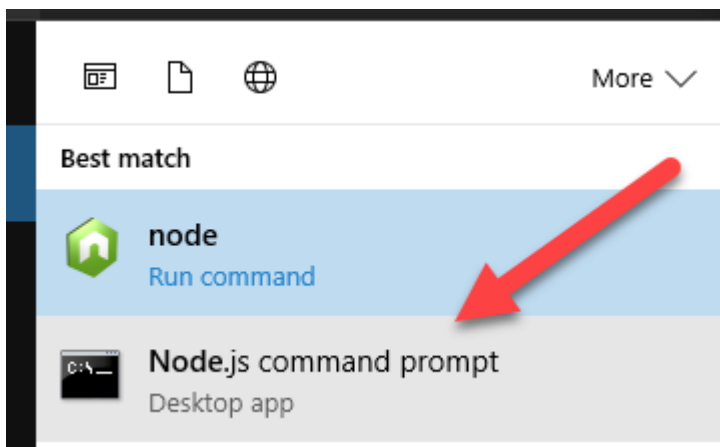 More
Best match
node
Run command
C:\_
Node.js command prompt
Desktop app